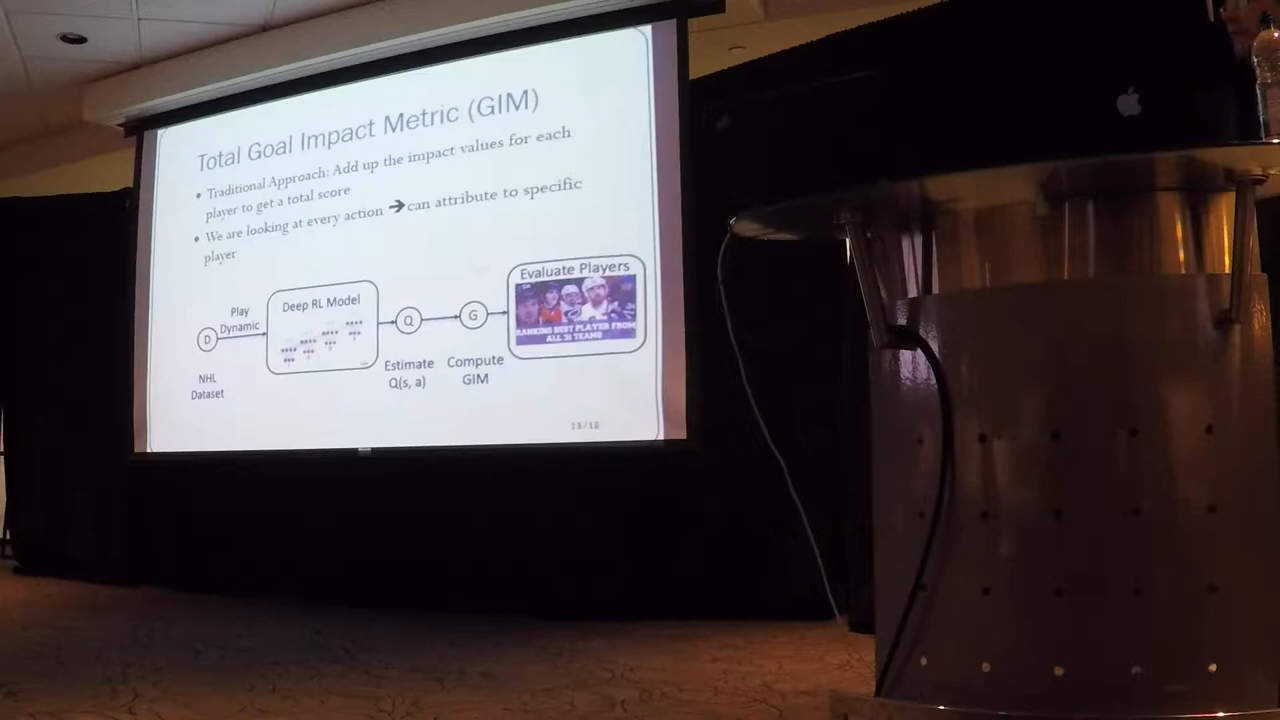 Total Goal Impact Metric (GIM)
• Traditional Approach: Add up the impact values for each
player to get a total score
• We are looking at every action ➔can attribute to specific
player
Evaluate Players
Deep RL Model
Play
Dynamic
D
Q
G
RANKING BEST PLAYER FROM
ALL 31 TEAMS
NHL
Dataset
Estimate
Q(s, a)
Compute
GIM
13/12